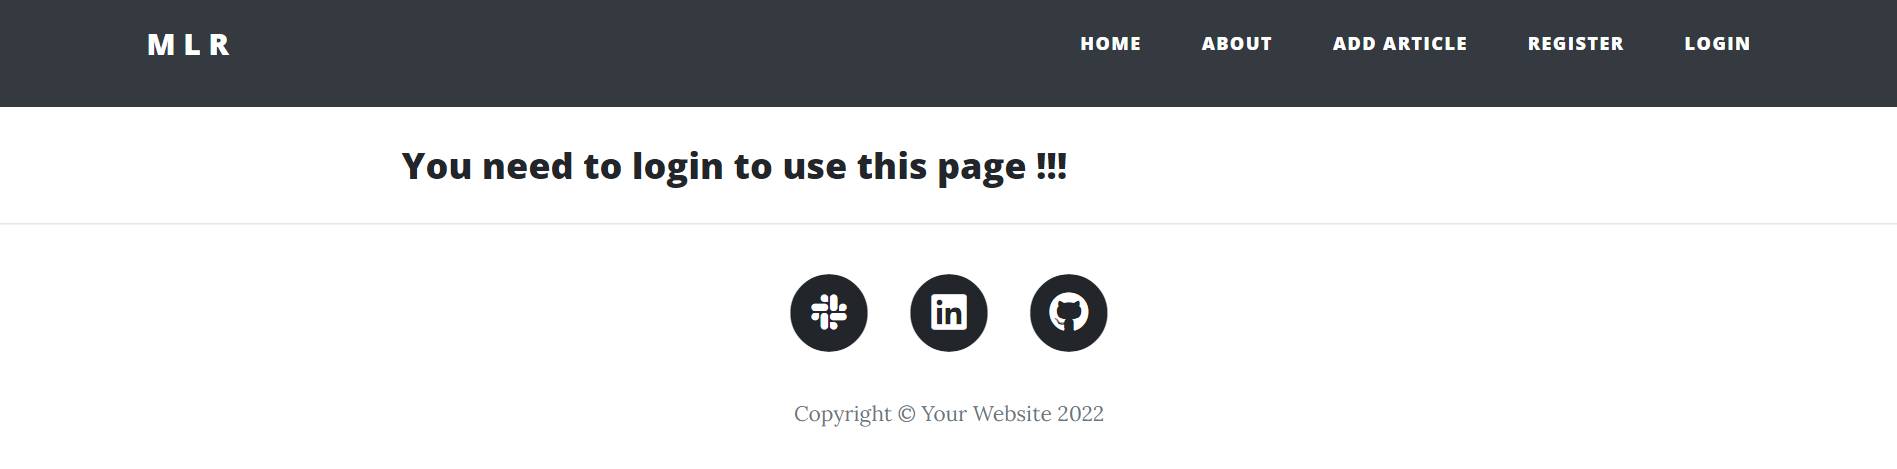 M L R
HOME ABOUT ADD ARTICLE REGISTER LOGIN
You need to login to use this page !!!
in
Copyright © Your Website 2022